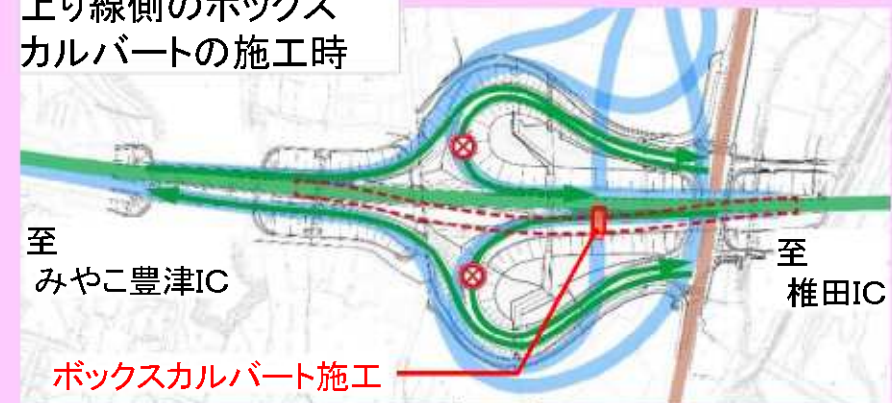 上り線側のボックス
カルバートの施工時
至
みやこ豊津IC
至
椎田IC
ボックスカルバート施工